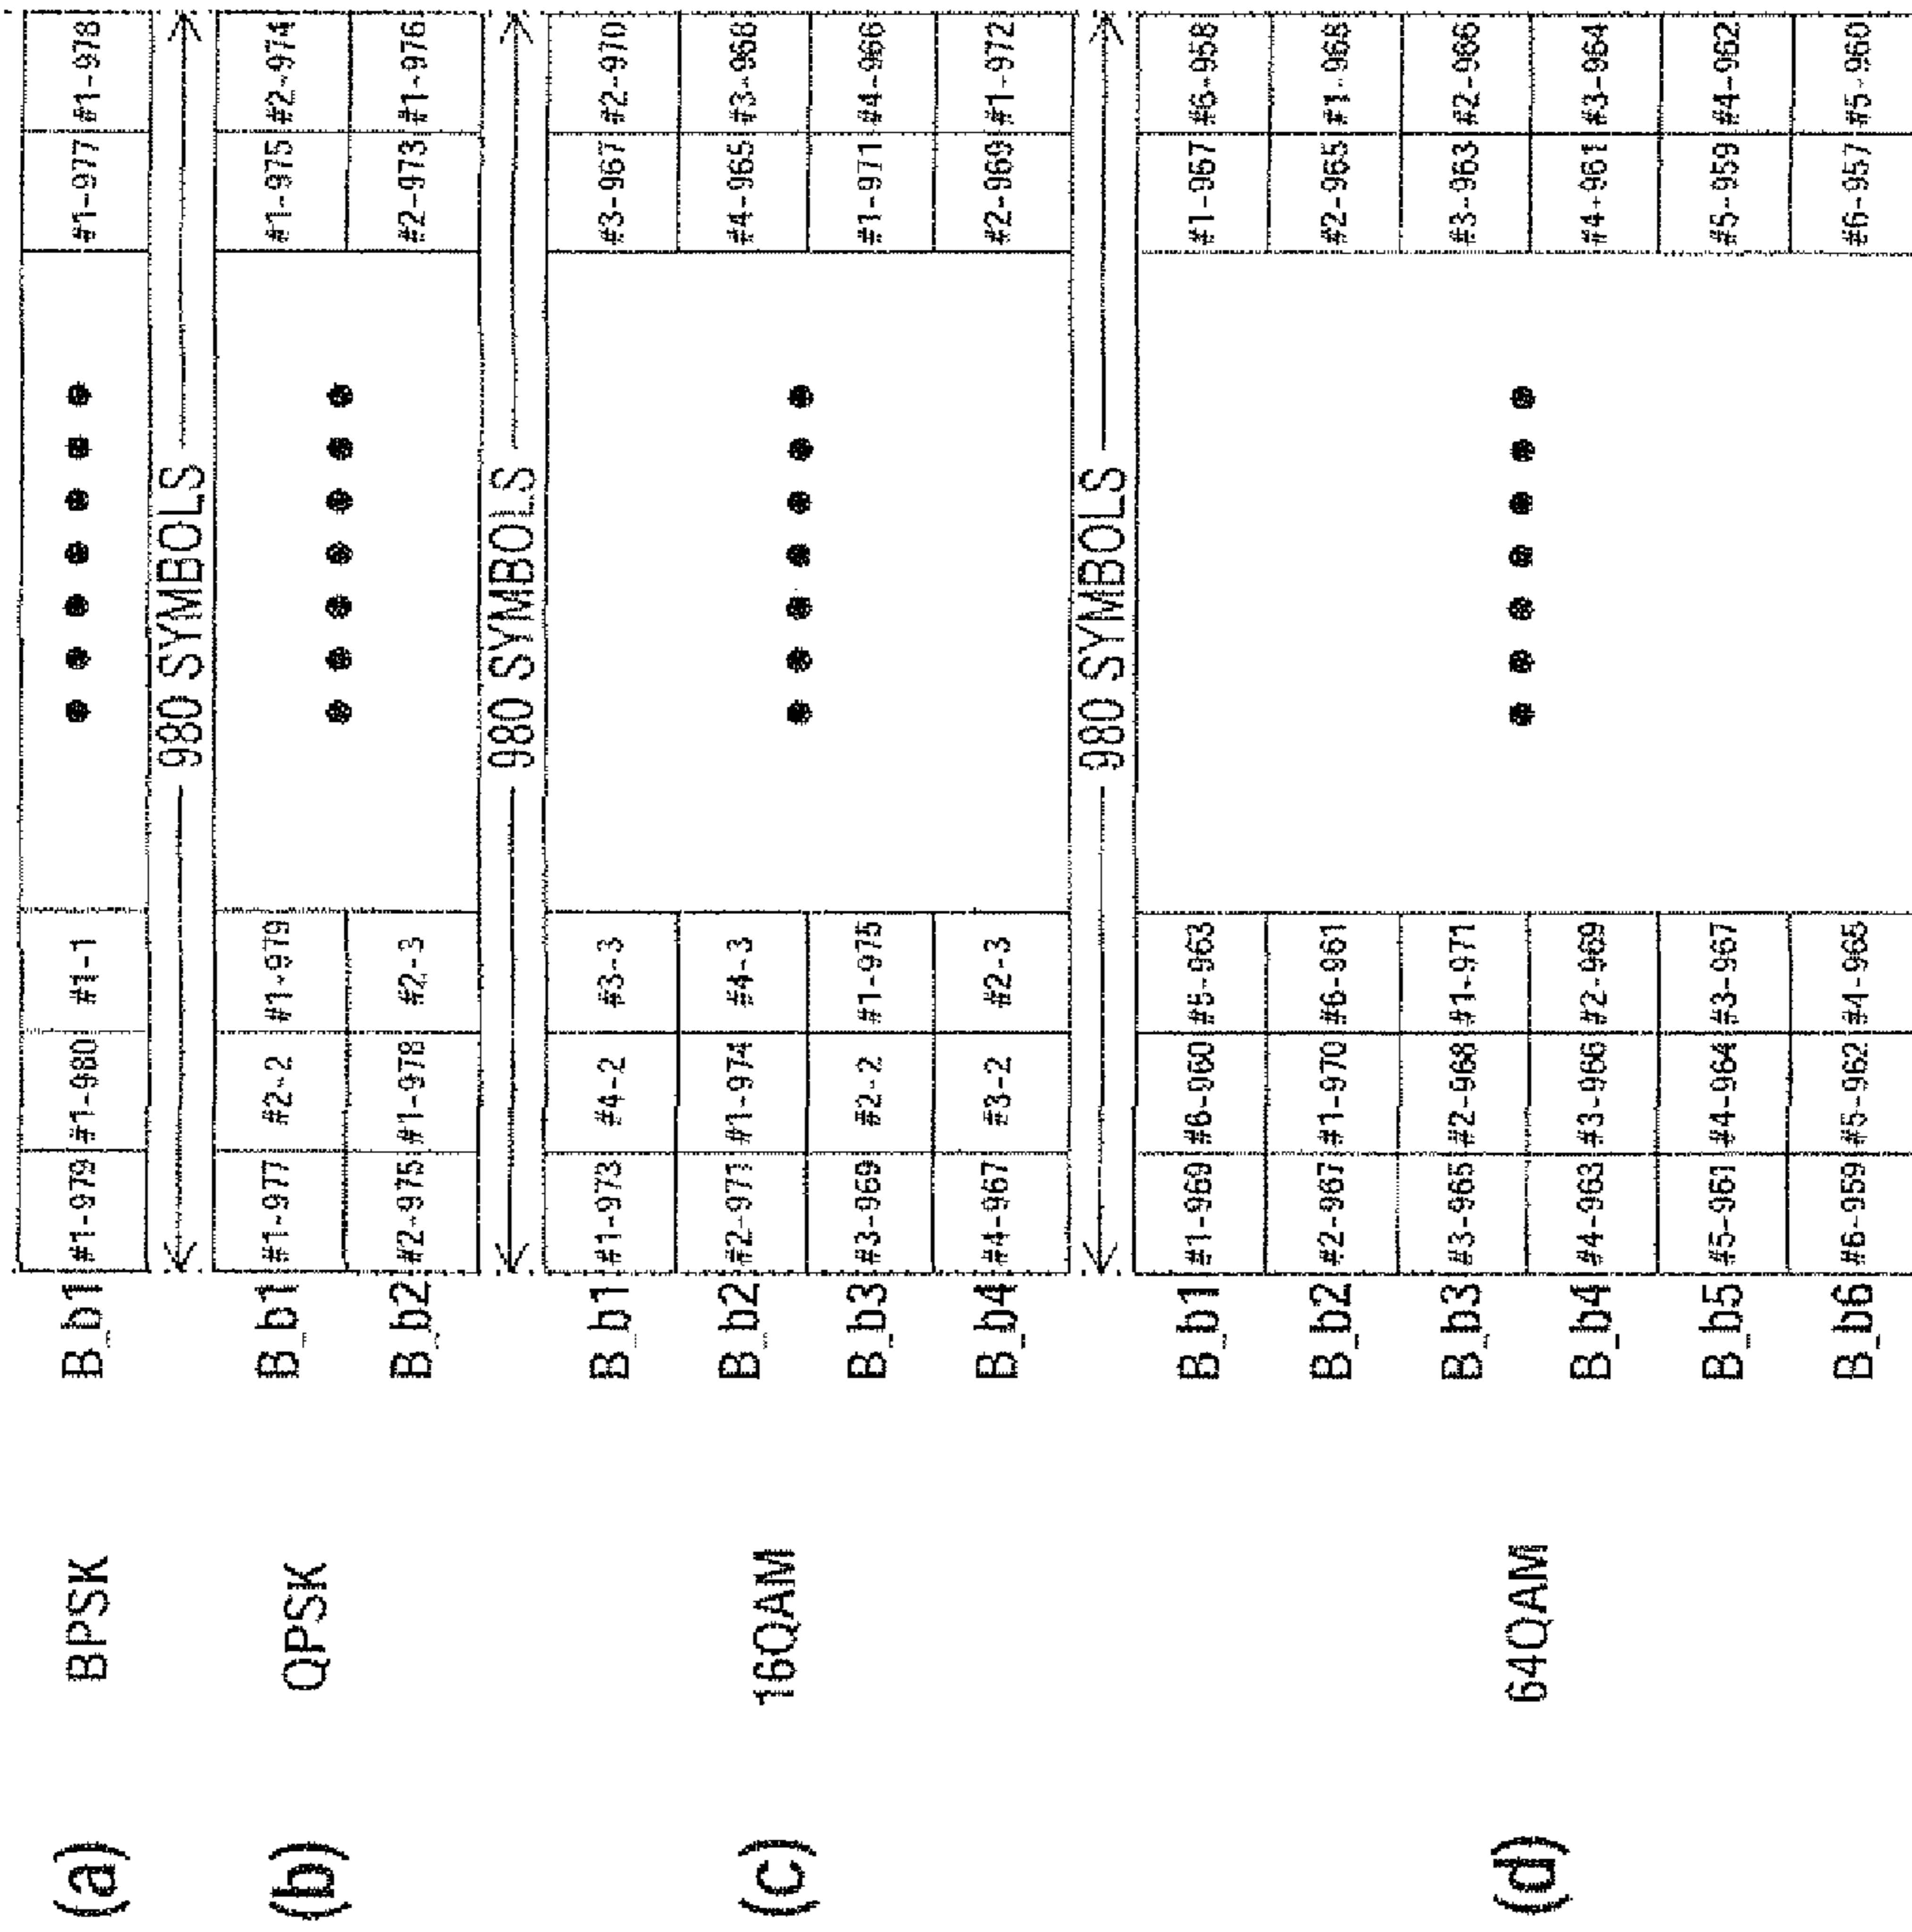 (a) BPSK B_b1 #1-979 #1-980 #1-1 #1-977 #1-978
980 SYMBOLS
(b) QPSK B_b1 #1-977 #2-2 #1-979 #1-975 #2-974
B_b2 #2-975 #1-978 #2-3 #2-973 #1-976
980 SYMBOLS
(c) 16QAM B_b1 #1-973 #4-2 #3-3 #3-967 #2-970
B_b2 #2-971 #1-974 #4-3 #4-965 #3-968
B_b3 #3-969 #2-2 #1-975 #1-971 #4-966
B_b4 #4-967 #3-2 #2-3 #2-969 #1-972
980 SYMBOLS
(d) 64QAM B_b1 #1-969 #6-960 #5-963 #1-967 #6-958
B_b2 #2-967 #1-970 #6-961 #2-965 #1-968
B_b3 #3-965 #2-968 #1-971 #3-963 #2-966
B_b4 #4-963 #3-966 #2-969 #4-961 #3-964
B_b5 #5-961 #4-964 #3-967 #5-959 #4-962
B_b6 #6-959 #5-962 #4-965 #6-957 #5-960